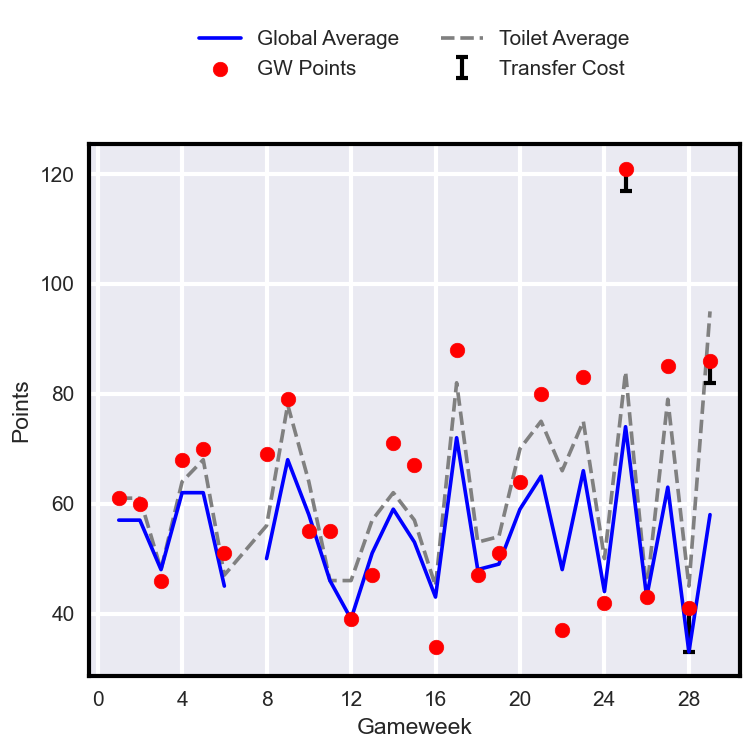 Global Average
Toilet Average
GW Points
Transfer Cost
120
100
80
60
40
Points
0 4 8 12 16 20 24 28
Gameweek